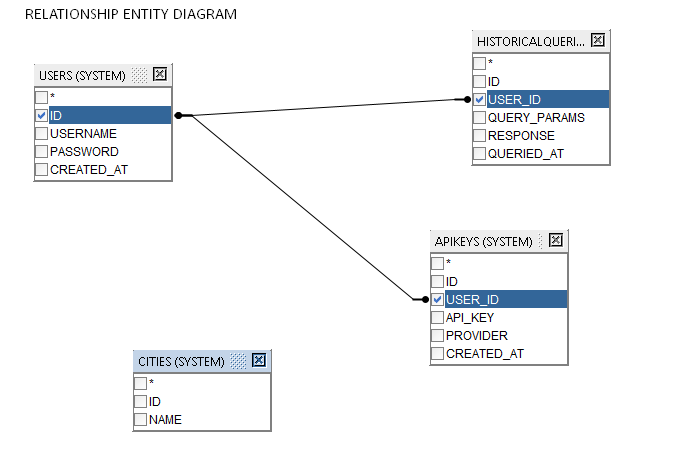 RELATIONSHIP ENTITY DIAGRAM
USERS (SYSTEM)
*
ID
USERNAME
PASSWORD
CREATED_AT
HISTORICALQUERI...
*
ID
USER_ID
QUERY_PARAMS
RESPONSE
QUERIED_AT
APIKEYS (SYSTEM)
*
ID
USER_ID
API_KEY
PROVIDER
CREATED_AT
CITIES (SYSTEM)
*
ID
NAME